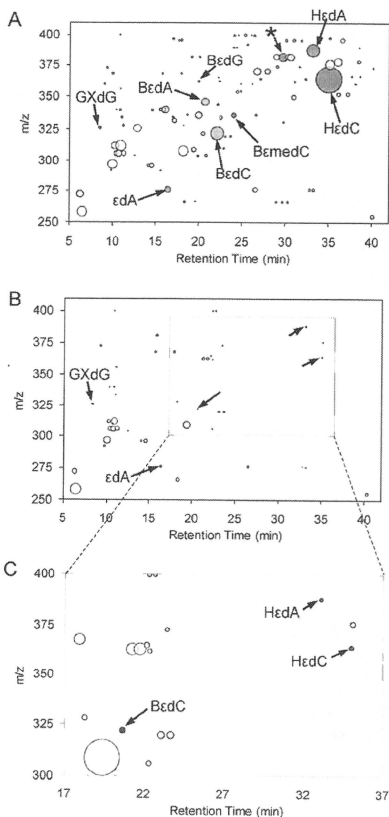 A
400
375
350
325
300
275
250
m/z
5
10
15
20
25
30
35
40
Retention Time (min)
GXdG
BεdA
BεdG
*
HεdA
HεdC
BεmedC
BεdC
εdA
B
400
375
350
325
300
275
250
m/z
5
10
15
20
25
30
35
40
Retention Time (min)
GXdG
εdA
C
400
375
350
325
300
m/z
17
22
27
32
37
Retention Time (min)
HεdA
HεdC
BεdC